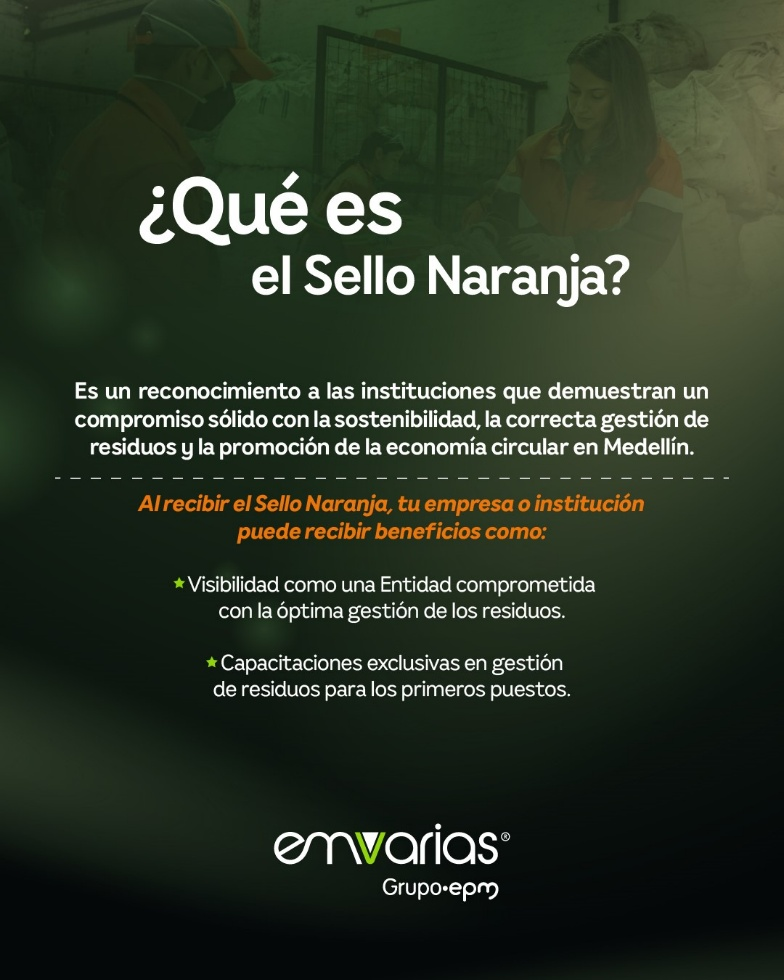 ¿Qué es
el Sello Naranja?
Es un reconocimiento a las instituciones que demuestran un
compromiso sólido con la sostenibilidad, la correcta gestión de
residuos y la promoción de la economía circular en Medellín.
Al recibir el Sello Naranja, tu empresa o institución
puede recibir beneficios como:
Visibilidad como una Entidad comprometida
con la óptima gestión de los residuos.
Capacitaciones exclusivas en gestión
de residuos para los primeros puestos.
emvarias®
Grupo•epm